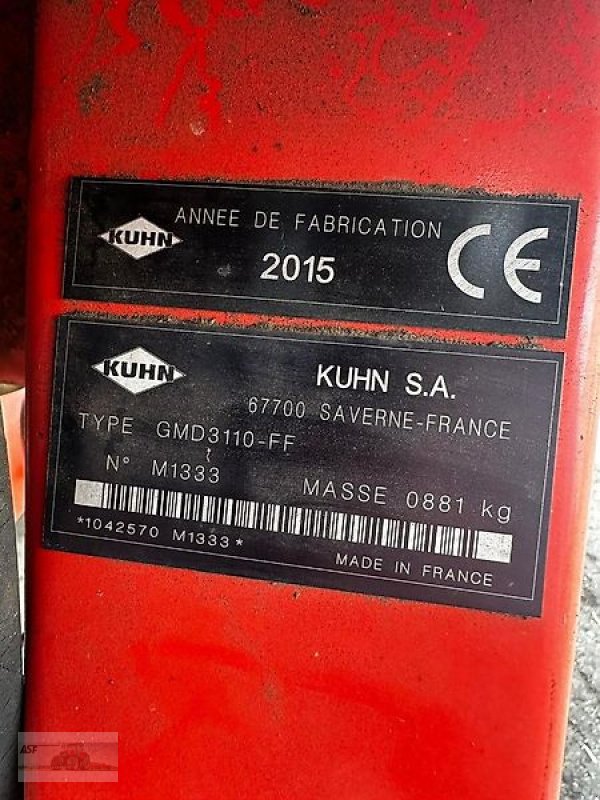 KUHN
ANNEE DE FABRICATION
2015
CE
KUHN
KUHN S.A.
67700 SAVERNE-FRANCE
TYPE GMD3110-FF
N° M1333
MASSE 0881 kg
*1042570 M1333*
MADE IN FRANCE
ASF